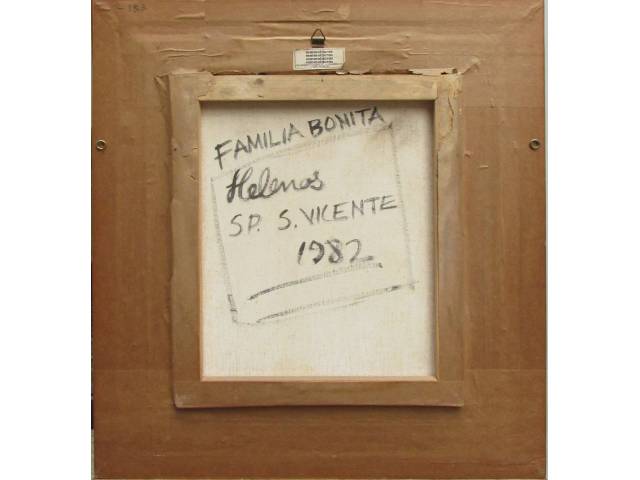 FAMILIA BONITA
Helenos
SP. S. VICENTE
1982